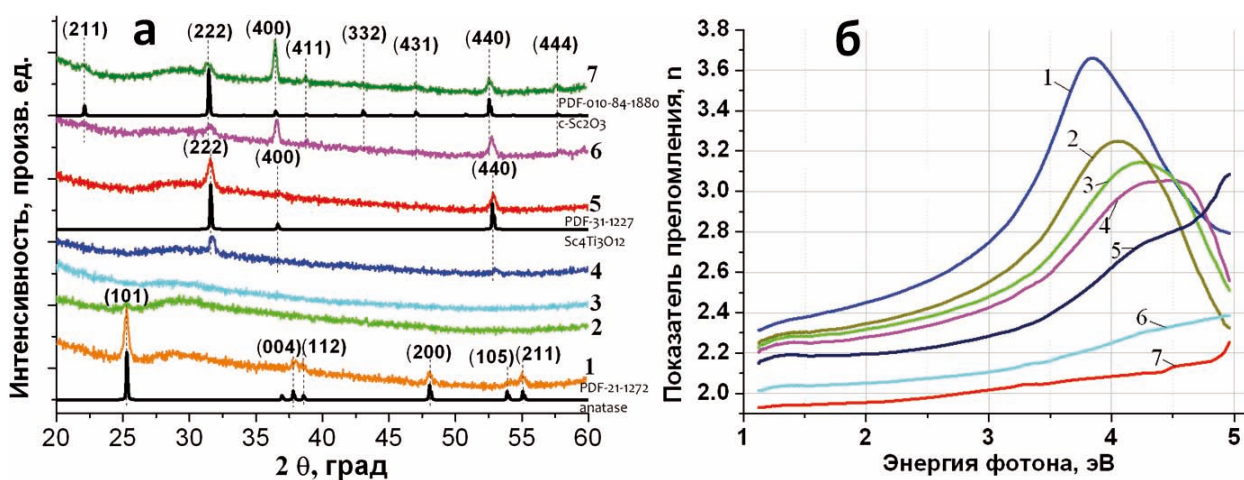 а
Интенсивность, произв. ед.
(211)
(222)
(400)
(411)
(332)
(431)
(440)
(444)
7
PDF-010-84-1880
c-Sc2O3
6
(222)
(400)
(440)
5
PDF-31-1227
Sc4Ti3O12
4
3
2
(101)
(004)
(112)
(200)
(105)
(211)
1
PDF-21-1272
anatase
20 25 30 35 40 45 50 55 60
2 θ, град
б
Показатель преломления, n
3.8
3.6
3.4
3.2
3.0
2.8
2.6
2.4
2.2
2.0
1
2
3
4
5
6
7
1 2 3 4 5
Энергия фотона, эВ